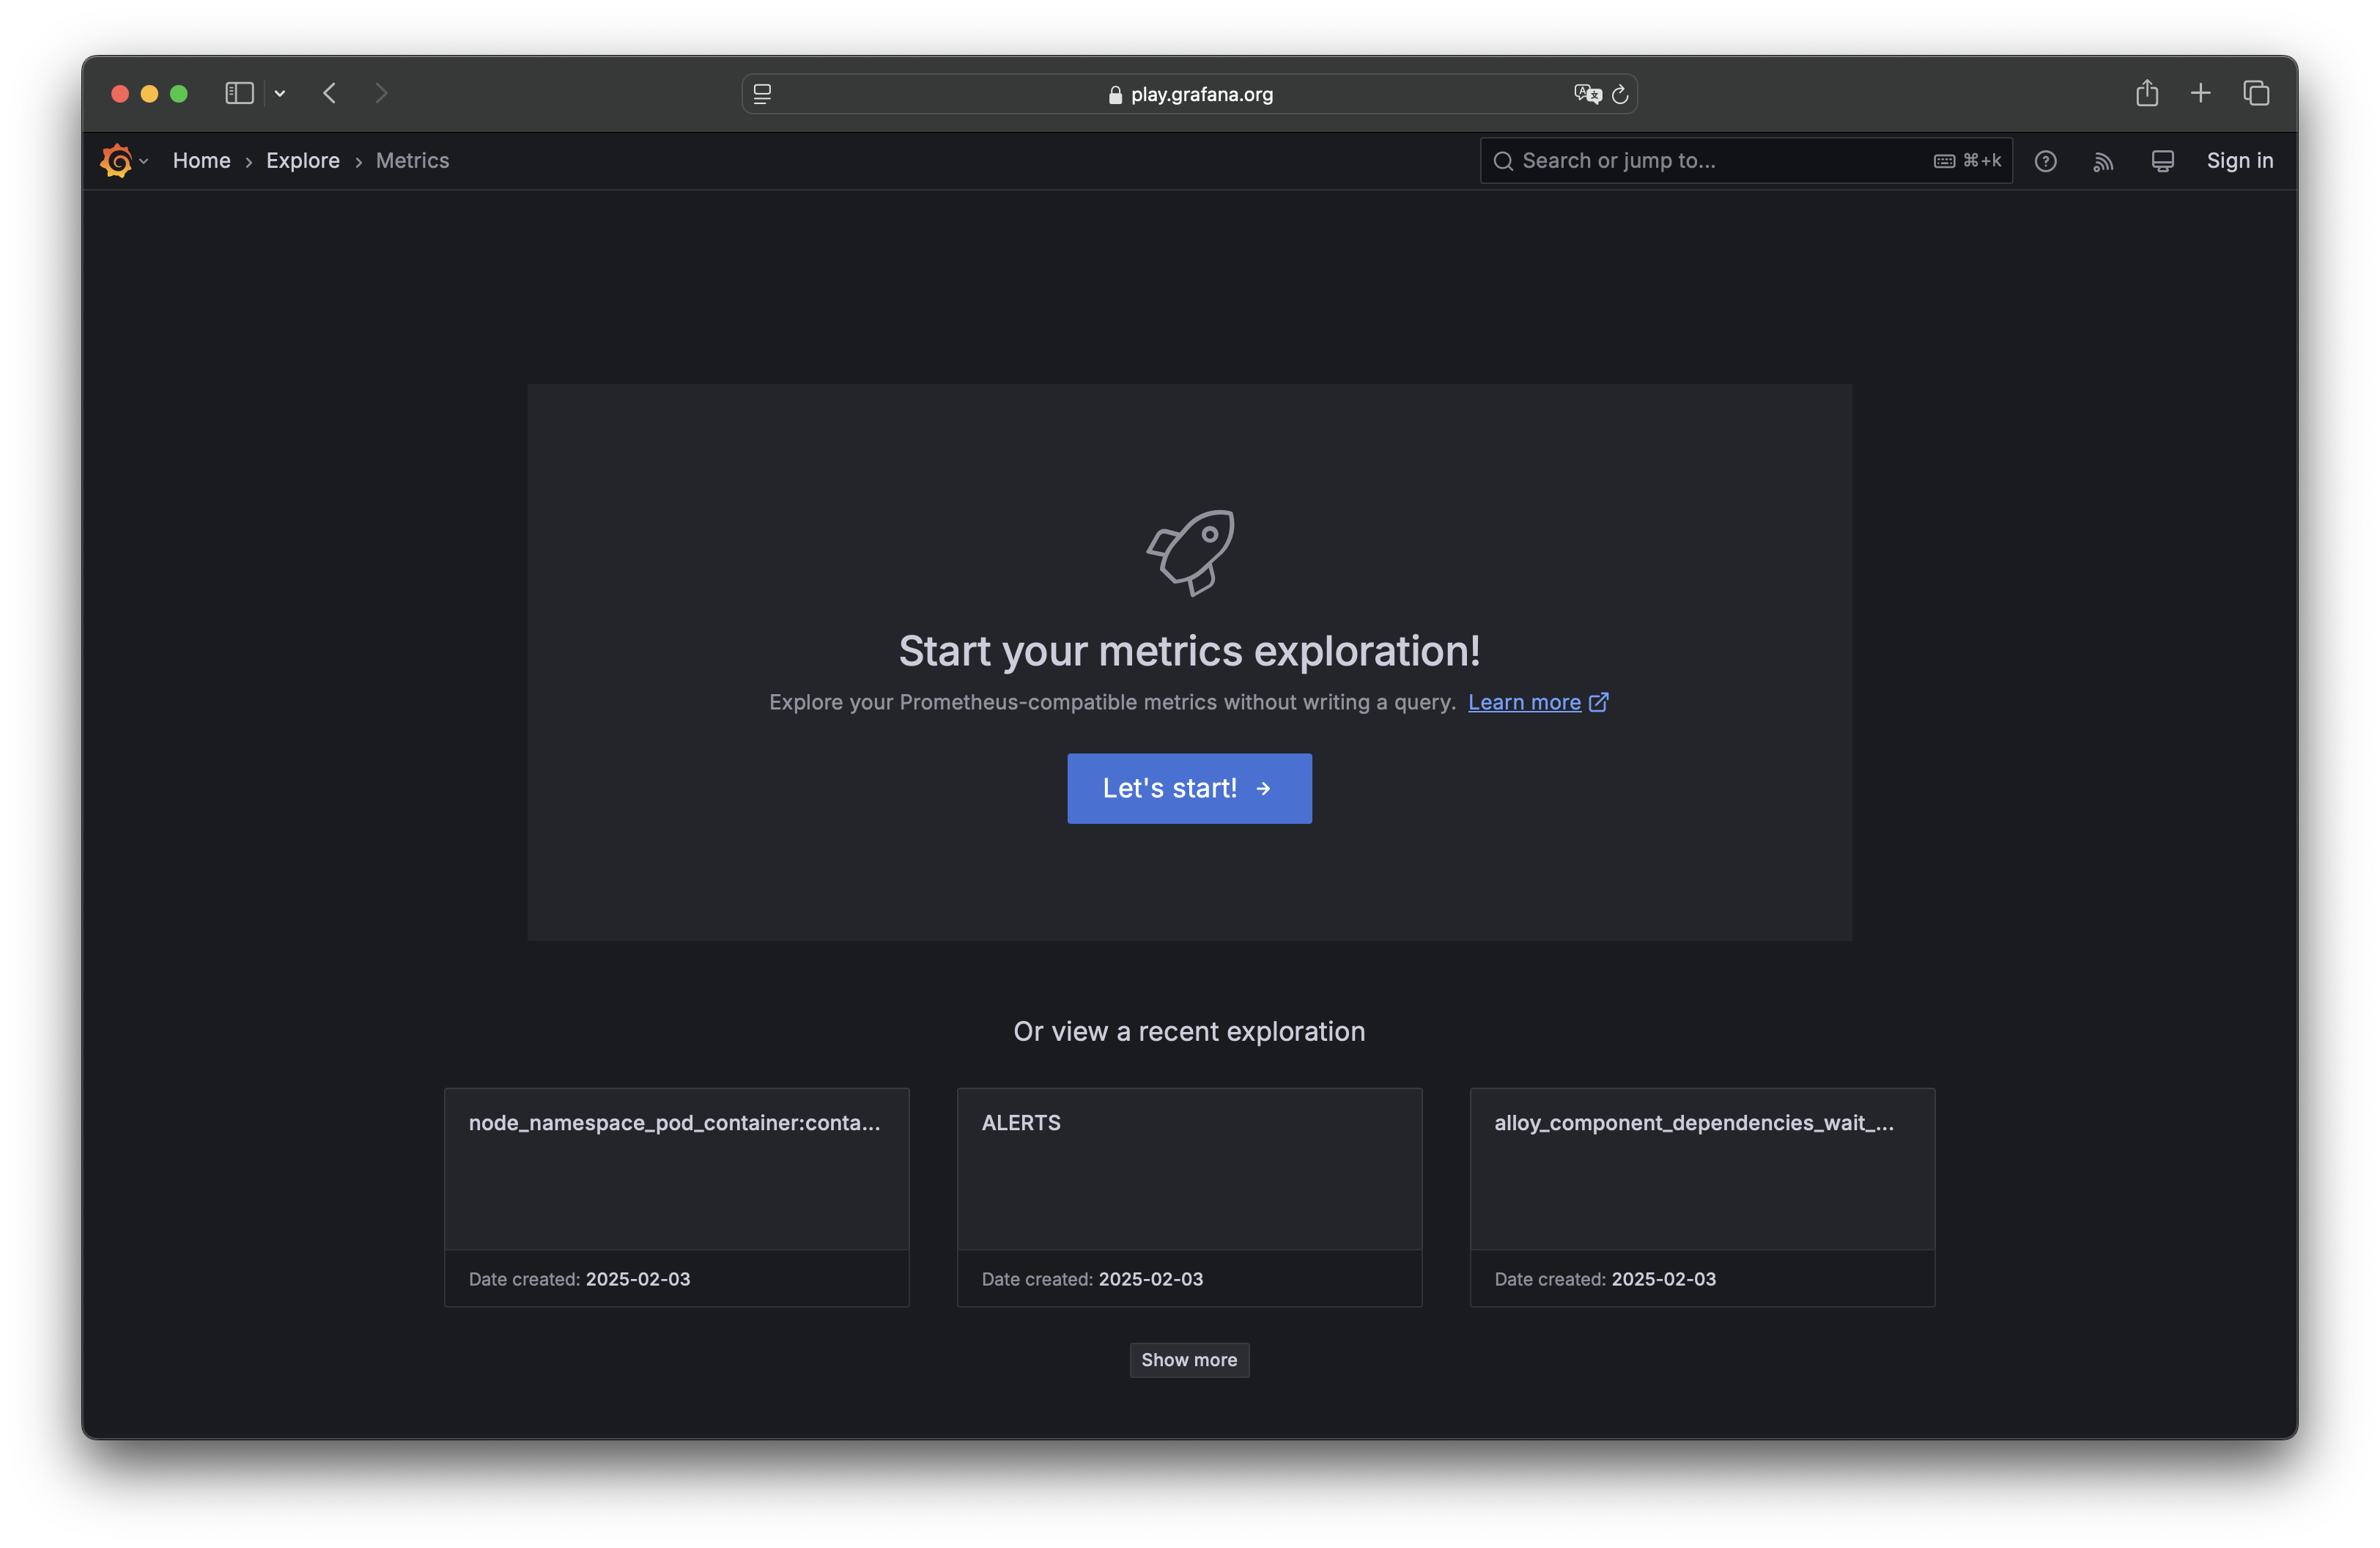 play.grafana.org
Home > Explore > Metrics
Search or jump to...
⌘+k
Sign in
Start your metrics exploration!
Explore your Prometheus-compatible metrics without writing a query. Learn more
Let's start! →
Or view a recent exploration
node_namespace_pod_container:conta...
ALERTS
alloy_component_dependencies_wait_...
Date created: 2025-02-03
Date created: 2025-02-03
Date created: 2025-02-03
Show more